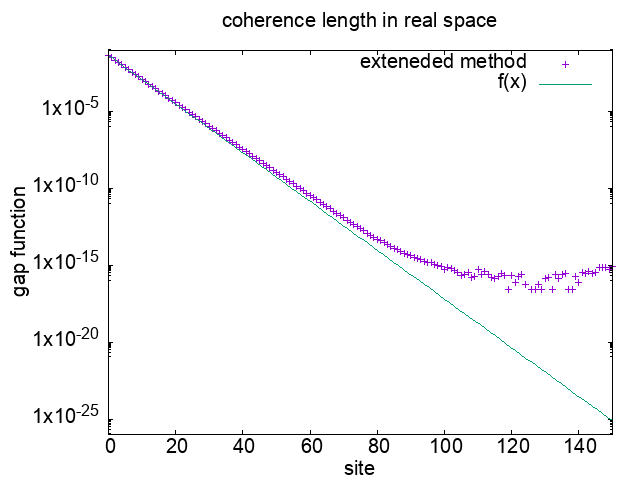 coherence length in real space
exteneded method
f(x)
1x10-5
1x10-10
1x10-15
1x10-20
1x10-25
gap function
0 20 40 60 80 100 120 140
site